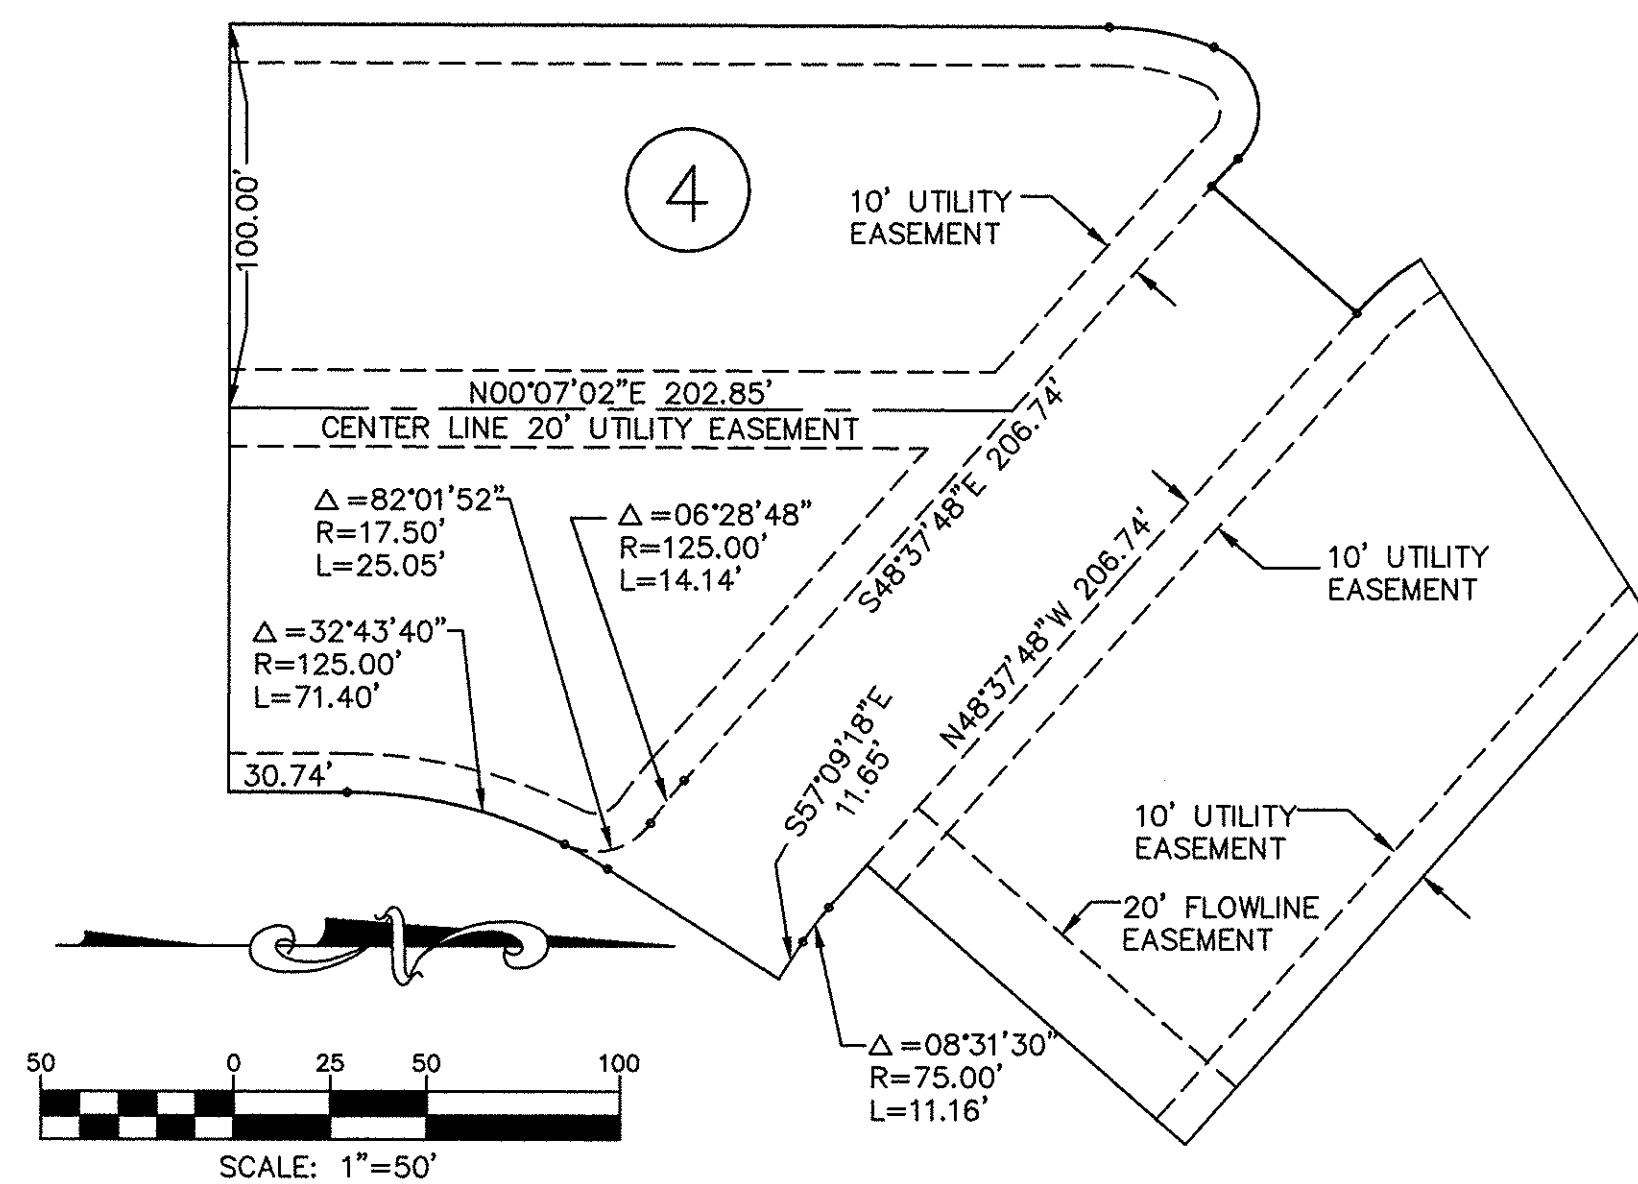 4
100.00'
10' UTILITY
EASEMENT
N00°07'02"E 202.85'
CENTER LINE 20' UTILITY EASEMENT
Δ=82°01'52"
R=17.50'
L=25.05'
Δ=06°28'48"
R=125.00'
L=14.14'
S48°37'48"E 206.74'
N48°37'48"W 206.74'
10' UTILITY
EASEMENT
Δ=32°43'40"
R=125.00'
L=71.40'
30.74'
S57°09'18"E
11.65'
10' UTILITY
EASEMENT
20' FLOWLINE
EASEMENT
Δ=08°31'30"
R=75.00'
L=11.16'
50 0 25 50 100
SCALE: 1"=50'